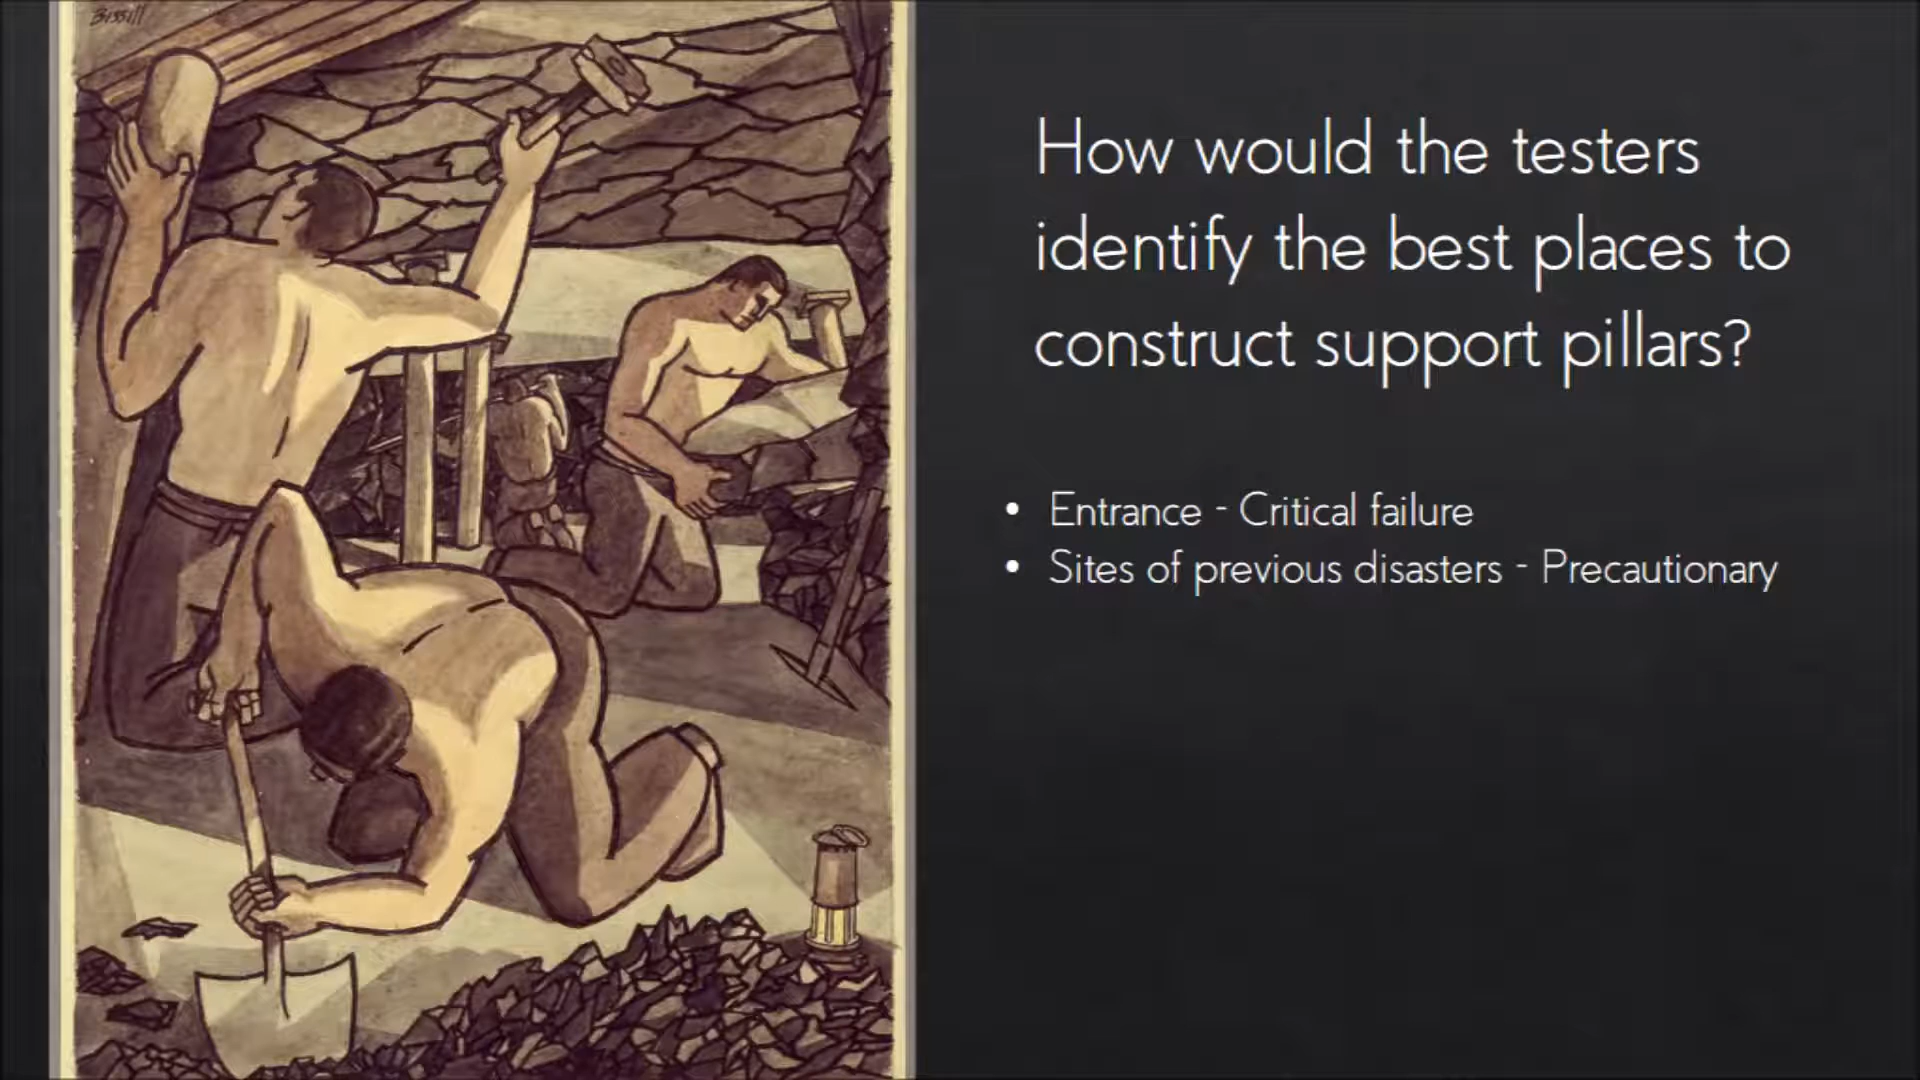 Bissill
How would the testers
identify the best places to
construct support pillars?
• Entrance - Critical failure
• Sites of previous disasters - Precautionary